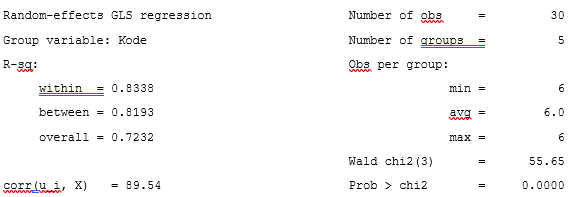 Random-effects GLS regression Number of obs = 30
Group variable: Kode Number of groups = 5
R-sq: Obs per group:
within = 0.8338 min = 6
between = 0.8193 avg = 6.0
overall = 0.7232 max = 6
Wald chi2(3) = 55.65
corr(u_i, X) = 89.54 Prob > chi2 = 0.0000